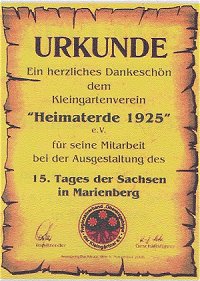 URKUNDE
Ein herzliches Dankeschön
dem
Kleingartenverein
"Heimaterde 1925"
e.V.
für seine Mitarbeit
bei der Ausgestaltung des
15. Tages der Sachsen
in Marienberg